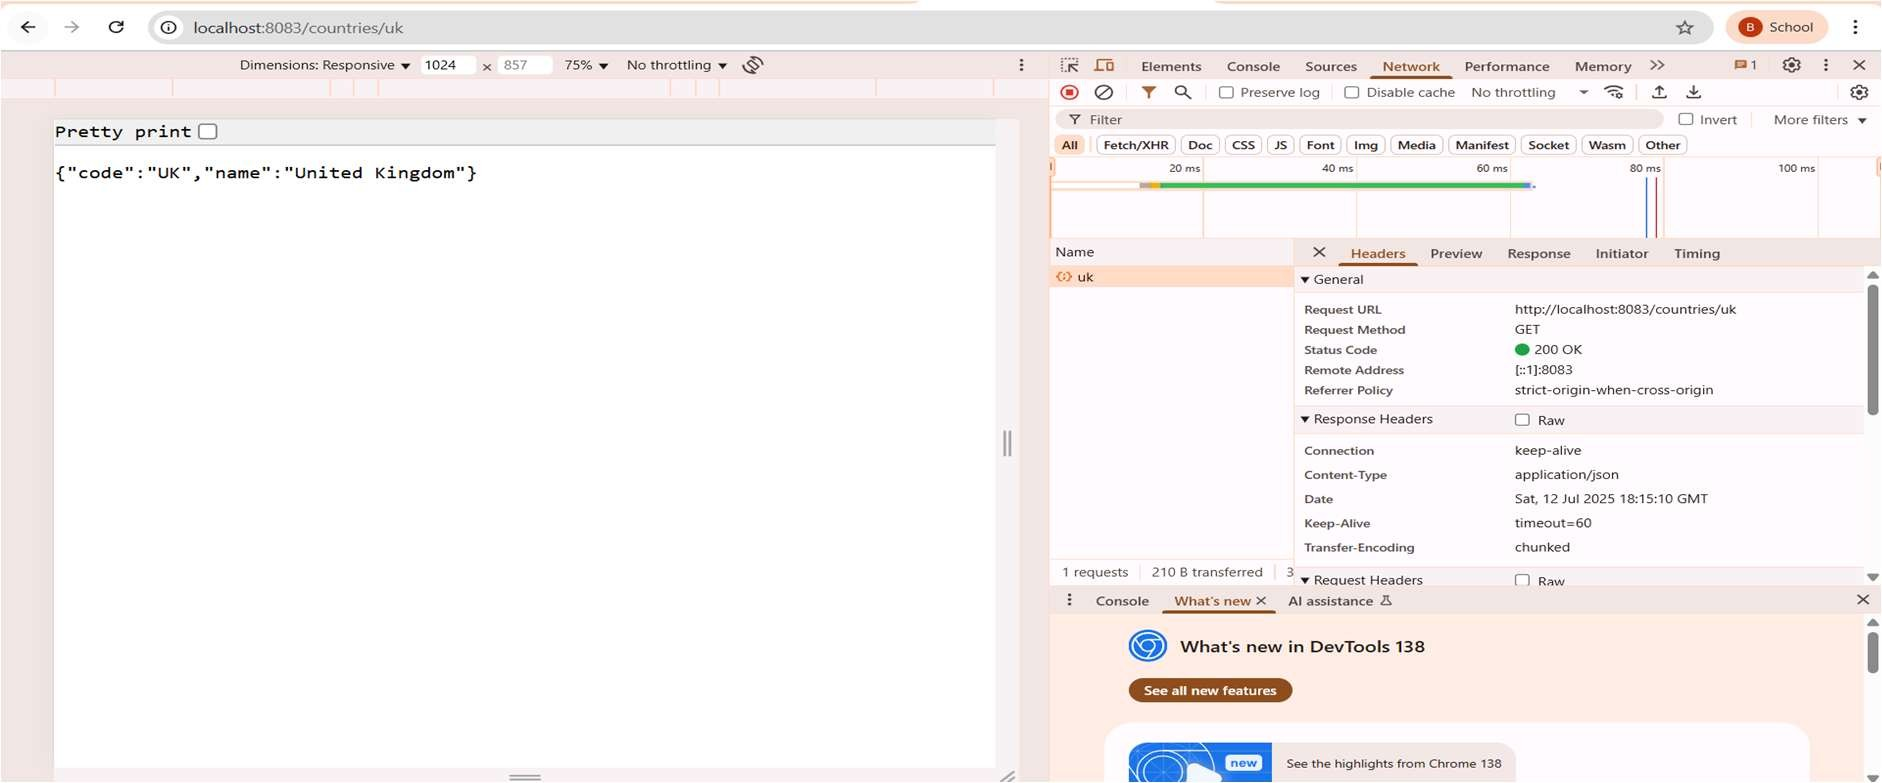 localhost:8083/countries/uk
B School
Dimensions: Responsive 1024 × 857 75% No throttling
Elements Console Sources Network Performance Memory 1
Preserve log Disable cache No throttling
Filter Invert More filters
All Fetch/XHR Doc CSS JS Font Img Media Manifest Socket Wasm Other
Pretty print
{"code":"UK","name":"United Kingdom"}
20 ms 40 ms 60 ms 80 ms 100 ms
Name
uk
Headers Preview Response Initiator Timing
General
Request URL http://localhost:8083/countries/uk
Request Method GET
Status Code 200 OK
Remote Address [::1]:8083
Referrer Policy strict-origin-when-cross-origin
Response Headers Raw
Connection keep-alive
Content-Type application/json
Date Sat, 12 Jul 2025 18:15:10 GMT
Keep-Alive timeout=60
Transfer-Encoding chunked
Request Headers Raw
1 requests 210 B transferred 3
Console What's new AI assistance
What's new in DevTools 138
See all new features
new
See the highlights from Chrome 138